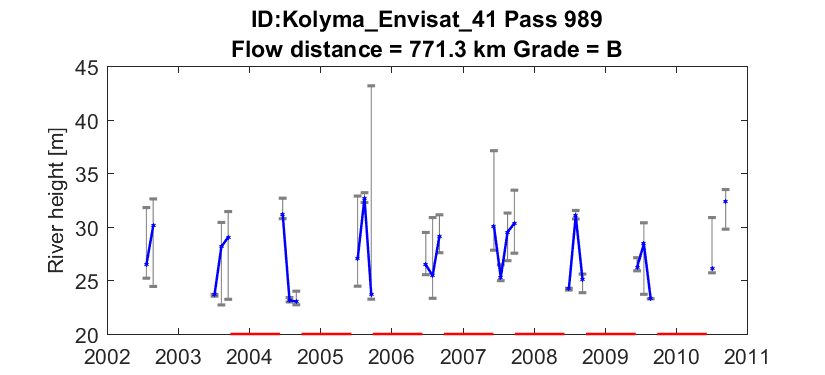 ID:Kolyma_Envisat_41 Pass 989
Flow distance = 771.3 km Grade = B
River height [m]
45
40
35
30
25
20
2002 2003 2004 2005 2006 2007 2008 2009 2010 2011